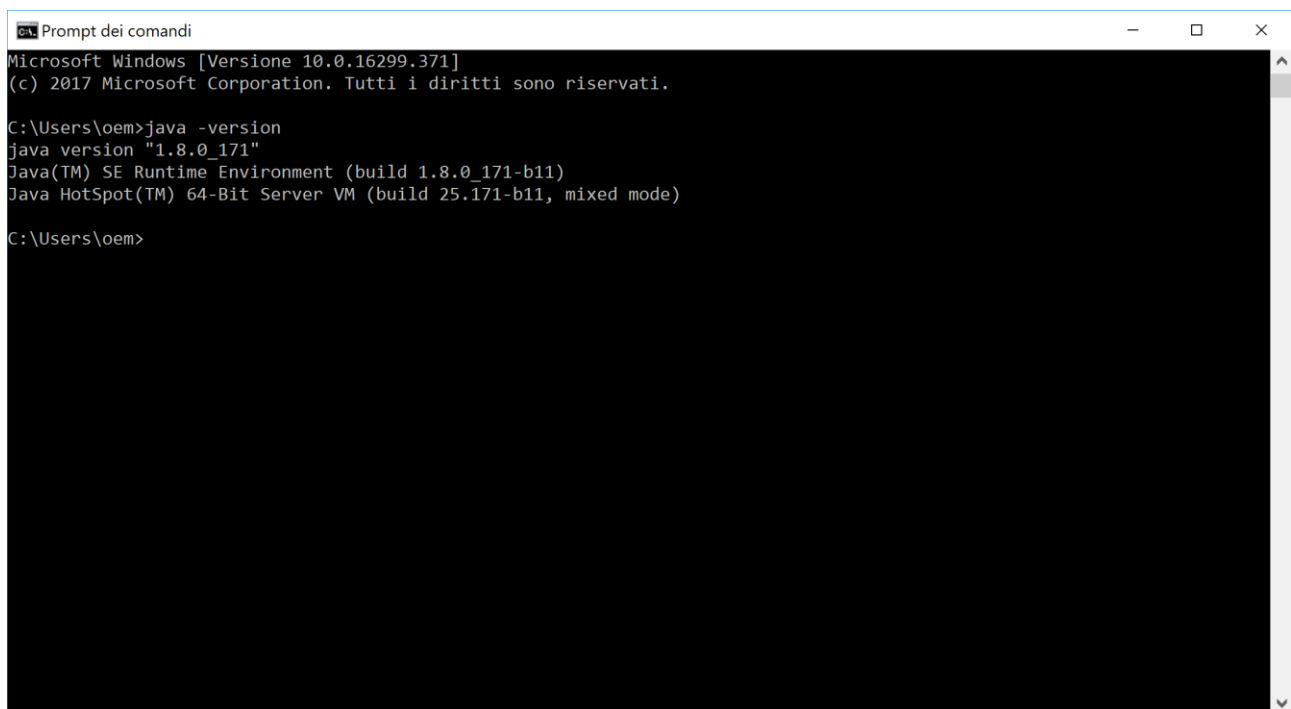 Prompt dei comandi
Microsoft Windows [Versione 10.0.16299.371]
(c) 2017 Microsoft Corporation. Tutti i diritti sono riservati.
C:\Users\oem>java -version
java version "1.8.0_171"
Java(TM) SE Runtime Environment (build 1.8.0_171-b11)
Java HotSpot(TM) 64-Bit Server VM (build 25.171-b11, mixed mode)
C:\Users\oem>